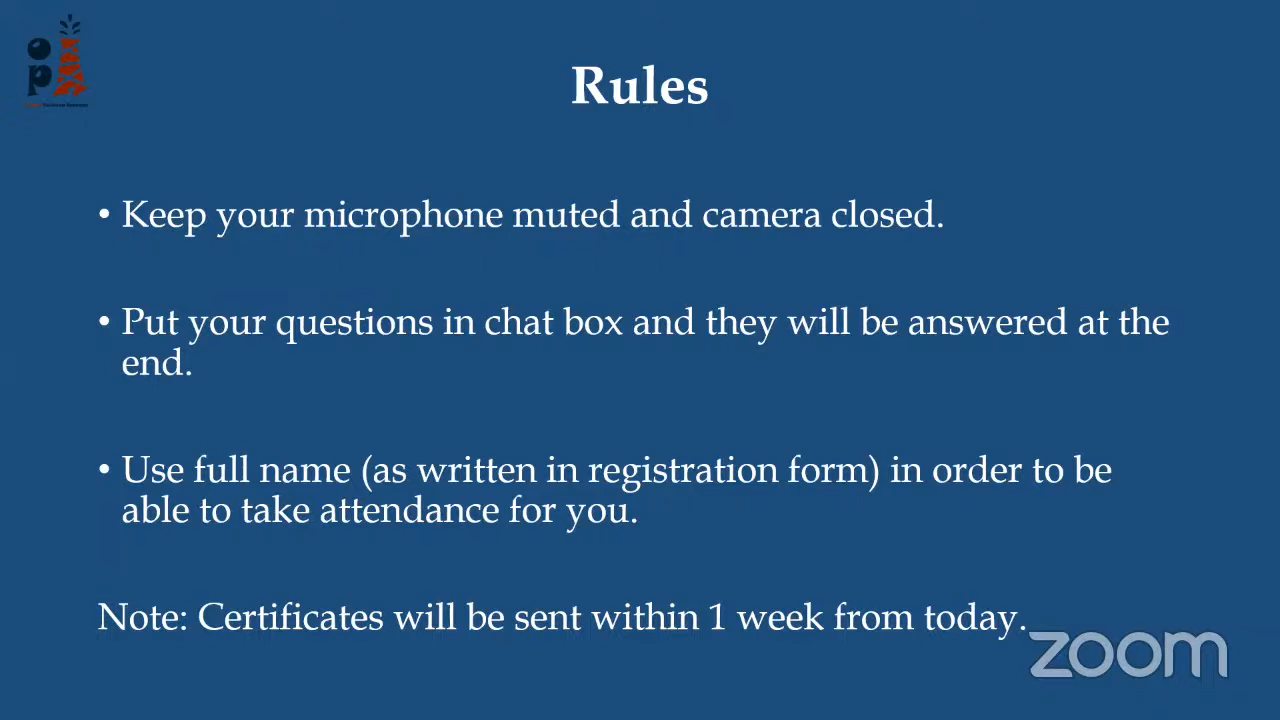 Rules
• Keep your microphone muted and camera closed.
• Put your questions in chat box and they will be answered at the
end.
• Use full name (as written in registration form) in order to be
able to take attendance for you.
Note: Certificates will be sent within 1 week from today.
zoom